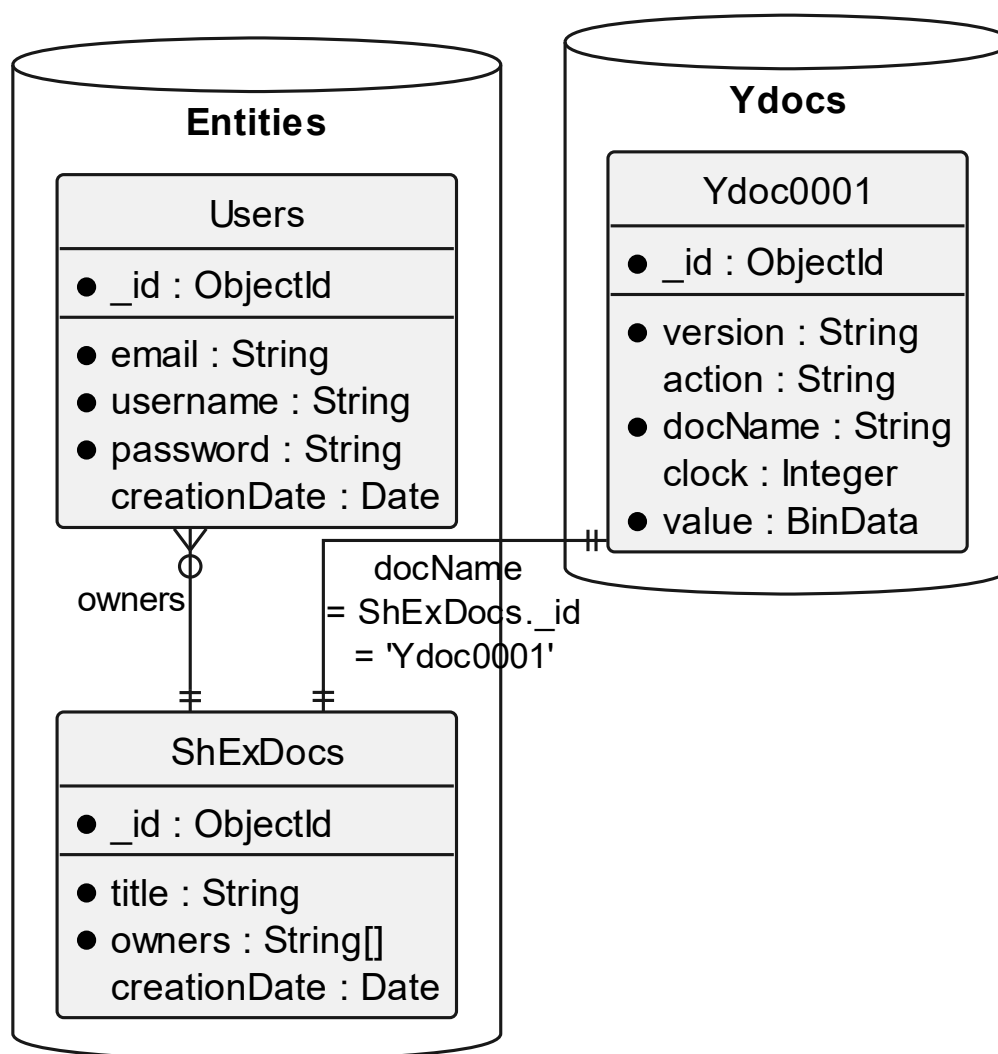 Entities
Users
_id : ObjectId
email : String
username : String
password : String
creationDate : Date
owners
Ydocs
Ydoc0001
_id : ObjectId
version : String
action : String
docName : String
clock : Integer
value : BinData
docName
= ShExDocs._id
= 'Ydoc0001'
ShExDocs
_id : ObjectId
title : String
owners : String[]
creationDate : Date